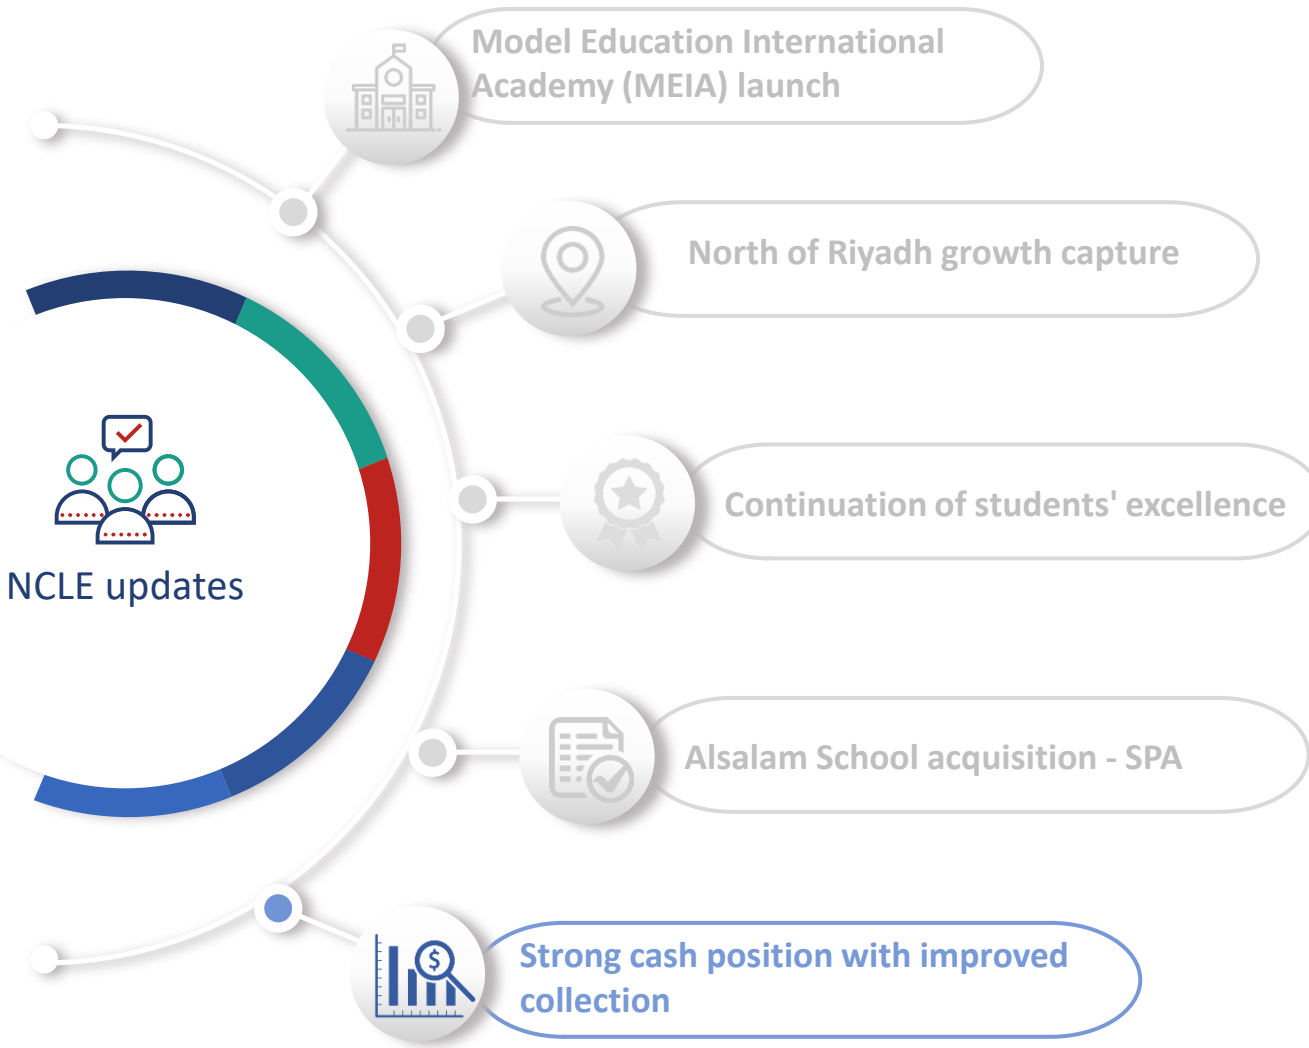 Model Education International
Academy (MEIA) launch
North of Riyadh growth capture
Continuation of students' excellence
NCLE updates
Alsalam School acquisition - SPA
$
Strong cash position with improved
collection